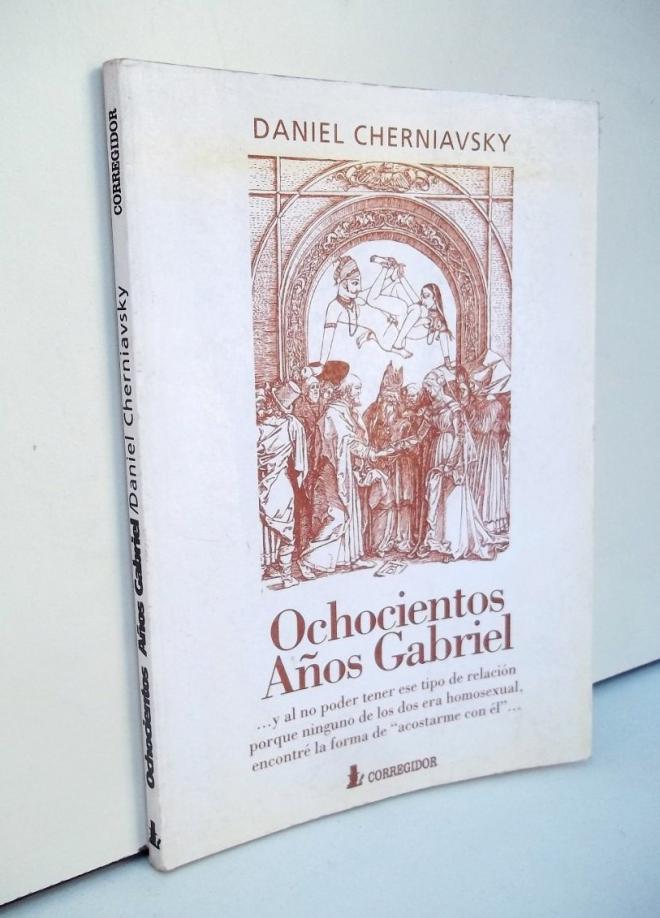 DANIEL CHERNIAVSKY
Ochocientos
Años Gabriel
...y al no poder tener ese tipo de relación
porque ninguno de los dos era homosexual,
encontré la forma de "acostarme con él"...
CORREGIDOR
Ochocientos Años Gabriel/Daniel Cherniavsky CORREGIDOR